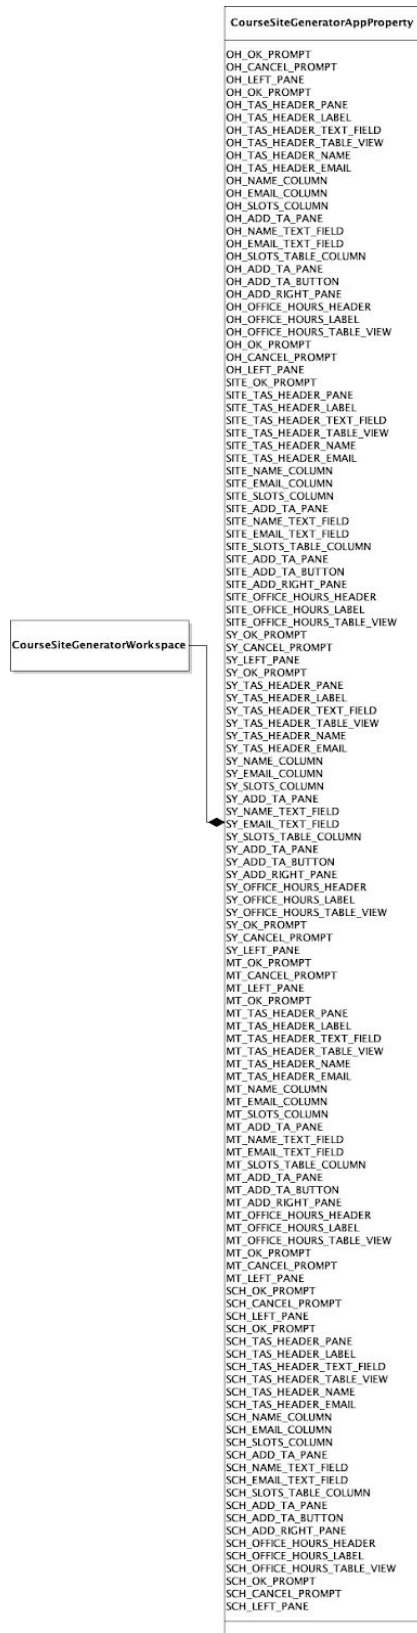 CourseSiteGeneratorAppProperty
OH_OK_PROMPT
OH_CANCEL_PROMPT
OH_LEFT_PANE
OH_OK_PROMPT
OH_TAS_HEADER_PANE
OH_TAS_HEADER_LABEL
OH_TAS_HEADER_TEXT_FIELD
OH_TAS_HEADER_TABLE_VIEW
OH_TAS_HEADER_NAME
OH_TAS_HEADER_EMAIL
OH_NAME_COLUMN
OH_EMAIL_COLUMN
OH_SLOTS_COLUMN
OH_ADD_TA_PANE
OH_NAME_TEXT_FIELD
OH_EMAIL_TEXT_FIELD
OH_SLOTS_TABLE_COLUMN
OH_ADD_TA_PANE
OH_ADD_TA_BUTTON
OH_ADD_RIGHT_PANE
OH_OFFICE_HOURS_HEADER
OH_OFFICE_HOURS_LABEL
OH_OFFICE_HOURS_TABLE_VIEW
OH_OK_PROMPT
OH_CANCEL_PROMPT
OH_LEFT_PANE
SITE_OK_PROMPT
SITE_TAS_HEADER_PANE
SITE_TAS_HEADER_LABEL
SITE_TAS_HEADER_TEXT_FIELD
SITE_TAS_HEADER_TABLE_VIEW
SITE_TAS_HEADER_NAME
SITE_TAS_HEADER_EMAIL
SITE_NAME_COLUMN
SITE_EMAIL_COLUMN
SITE_SLOTS_COLUMN
SITE_ADD_TA_PANE
SITE_NAME_TEXT_FIELD
SITE_EMAIL_TEXT_FIELD
SITE_SLOTS_TABLE_COLUMN
SITE_ADD_TA_PANE
SITE_ADD_TA_BUTTON
SITE_ADD_RIGHT_PANE
SITE_OFFICE_HOURS_HEADER
SITE_OFFICE_HOURS_LABEL
SITE_OFFICE_HOURS_TABLE_VIEW
SY_OK_PROMPT
CourseSiteGeneratorWorkspace
SY_CANCEL_PROMPT
SY_LEFT_PANE
SY_OK_PROMPT
SY_TAS_HEADER_PANE
SY_TAS_HEADER_LABEL
SY_TAS_HEADER_TEXT_FIELD
SY_TAS_HEADER_TABLE_VIEW
SY_TAS_HEADER_NAME
SY_TAS_HEADER_EMAIL
SY_NAME_COLUMN
SY_EMAIL_COLUMN
SY_SLOTS_COLUMN
SY_ADD_TA_PANE
SY_NAME_TEXT_FIELD
SY_EMAIL_TEXT_FIELD
SY_SLOTS_TABLE_COLUMN
SY_ADD_TA_PANE
SY_ADD_TA_BUTTON
SY_ADD_RIGHT_PANE
SY_OFFICE_HOURS_HEADER
SY_OFFICE_HOURS_LABEL
SY_OFFICE_HOURS_TABLE_VIEW
SY_OK_PROMPT
SY_CANCEL_PROMPT
SY_LEFT_PANE
MT_OK_PROMPT
MT_CANCEL_PROMPT
MT_LEFT_PANE
MT_OK_PROMPT
MT_TAS_HEADER_PANE
MT_TAS_HEADER_LABEL
MT_TAS_HEADER_TEXT_FIELD
MT_TAS_HEADER_TABLE_VIEW
MT_TAS_HEADER_NAME
MT_TAS_HEADER_EMAIL
MT_NAME_COLUMN
MT_EMAIL_COLUMN
MT_SLOTS_COLUMN
MT_ADD_TA_PANE
MT_NAME_TEXT_FIELD
MT_EMAIL_TEXT_FIELD
MT_SLOTS_TABLE_COLUMN
MT_ADD_TA_PANE
MT_ADD_TA_BUTTON
MT_ADD_RIGHT_PANE
MT_OFFICE_HOURS_HEADER
MT_OFFICE_HOURS_LABEL
MT_OFFICE_HOURS_TABLE_VIEW
MT_OK_PROMPT
MT_CANCEL_PROMPT
MT_LEFT_PANE
SCH_OK_PROMPT
SCH_CANCEL_PROMPT
SCH_LEFT_PANE
SCH_OK_PROMPT
SCH_TAS_HEADER_PANE
SCH_TAS_HEADER_LABEL
SCH_TAS_HEADER_TEXT_FIELD
SCH_TAS_HEADER_TABLE_VIEW
SCH_TAS_HEADER_NAME
SCH_TAS_HEADER_EMAIL
SCH_NAME_COLUMN
SCH_EMAIL_COLUMN
SCH_SLOTS_COLUMN
SCH_ADD_TA_PANE
SCH_NAME_TEXT_FIELD
SCH_EMAIL_TEXT_FIELD
SCH_SLOTS_TABLE_COLUMN
SCH_ADD_TA_PANE
SCH_ADD_TA_BUTTON
SCH_ADD_RIGHT_PANE
SCH_OFFICE_HOURS_HEADER
SCH_OFFICE_HOURS_LABEL
SCH_OFFICE_HOURS_TABLE_VIEW
SCH_OK_PROMPT
SCH_CANCEL_PROMPT
SCH_LEFT_PANE